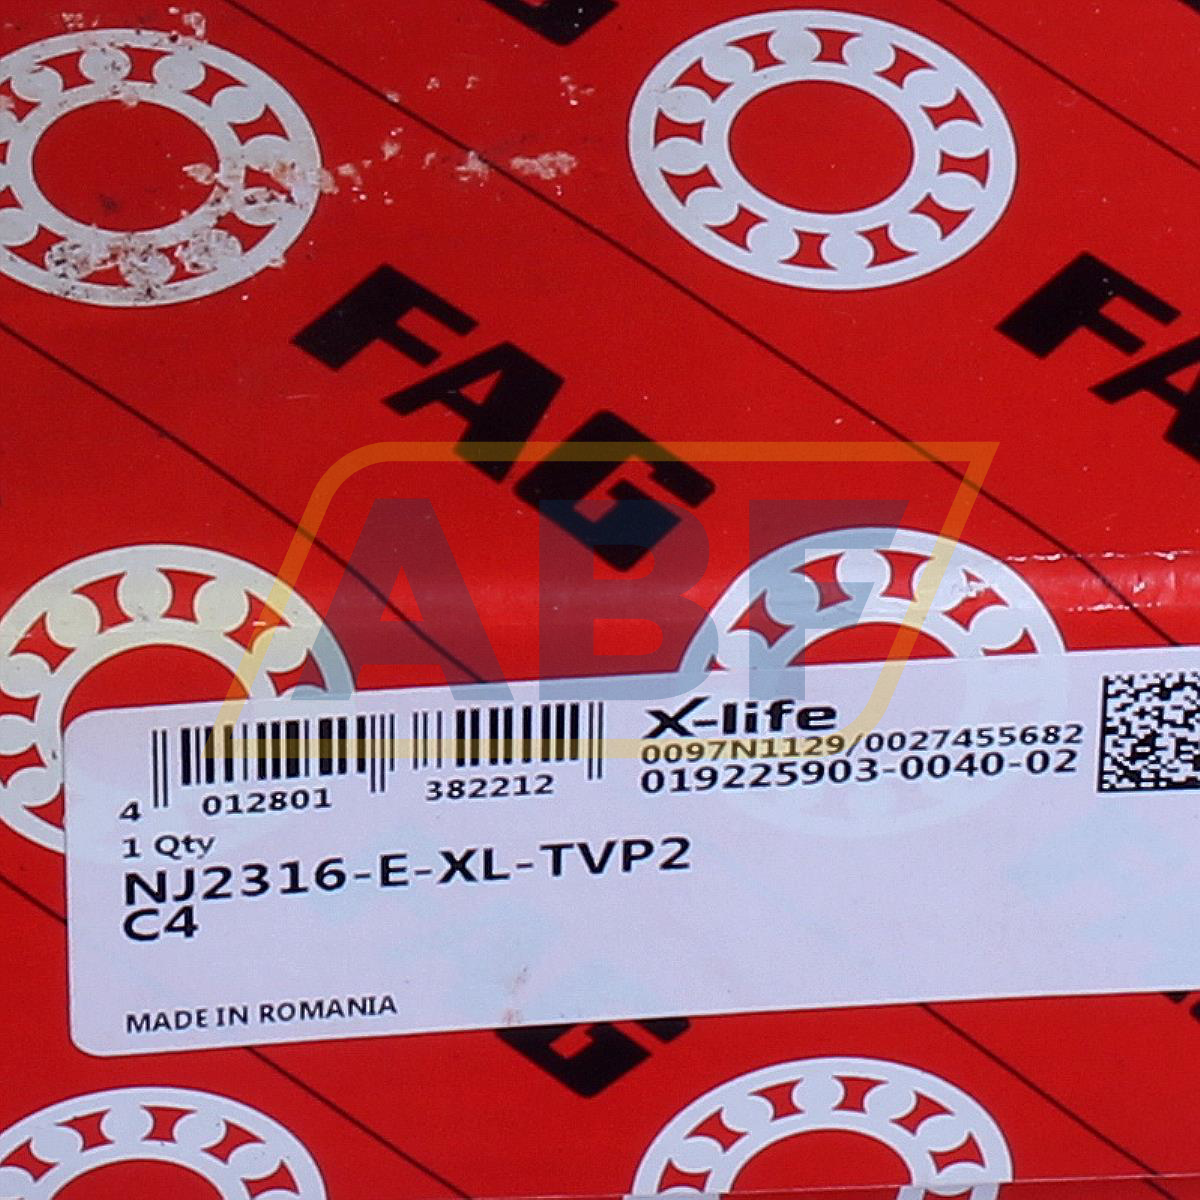 FAG
FAG
ABF
X-life
0097N1129/0027455682
019225903-0040-02
4 012801 382212
1 Qty
NJ2316-E-XL-TVP2
C4
MADE IN ROMANIA